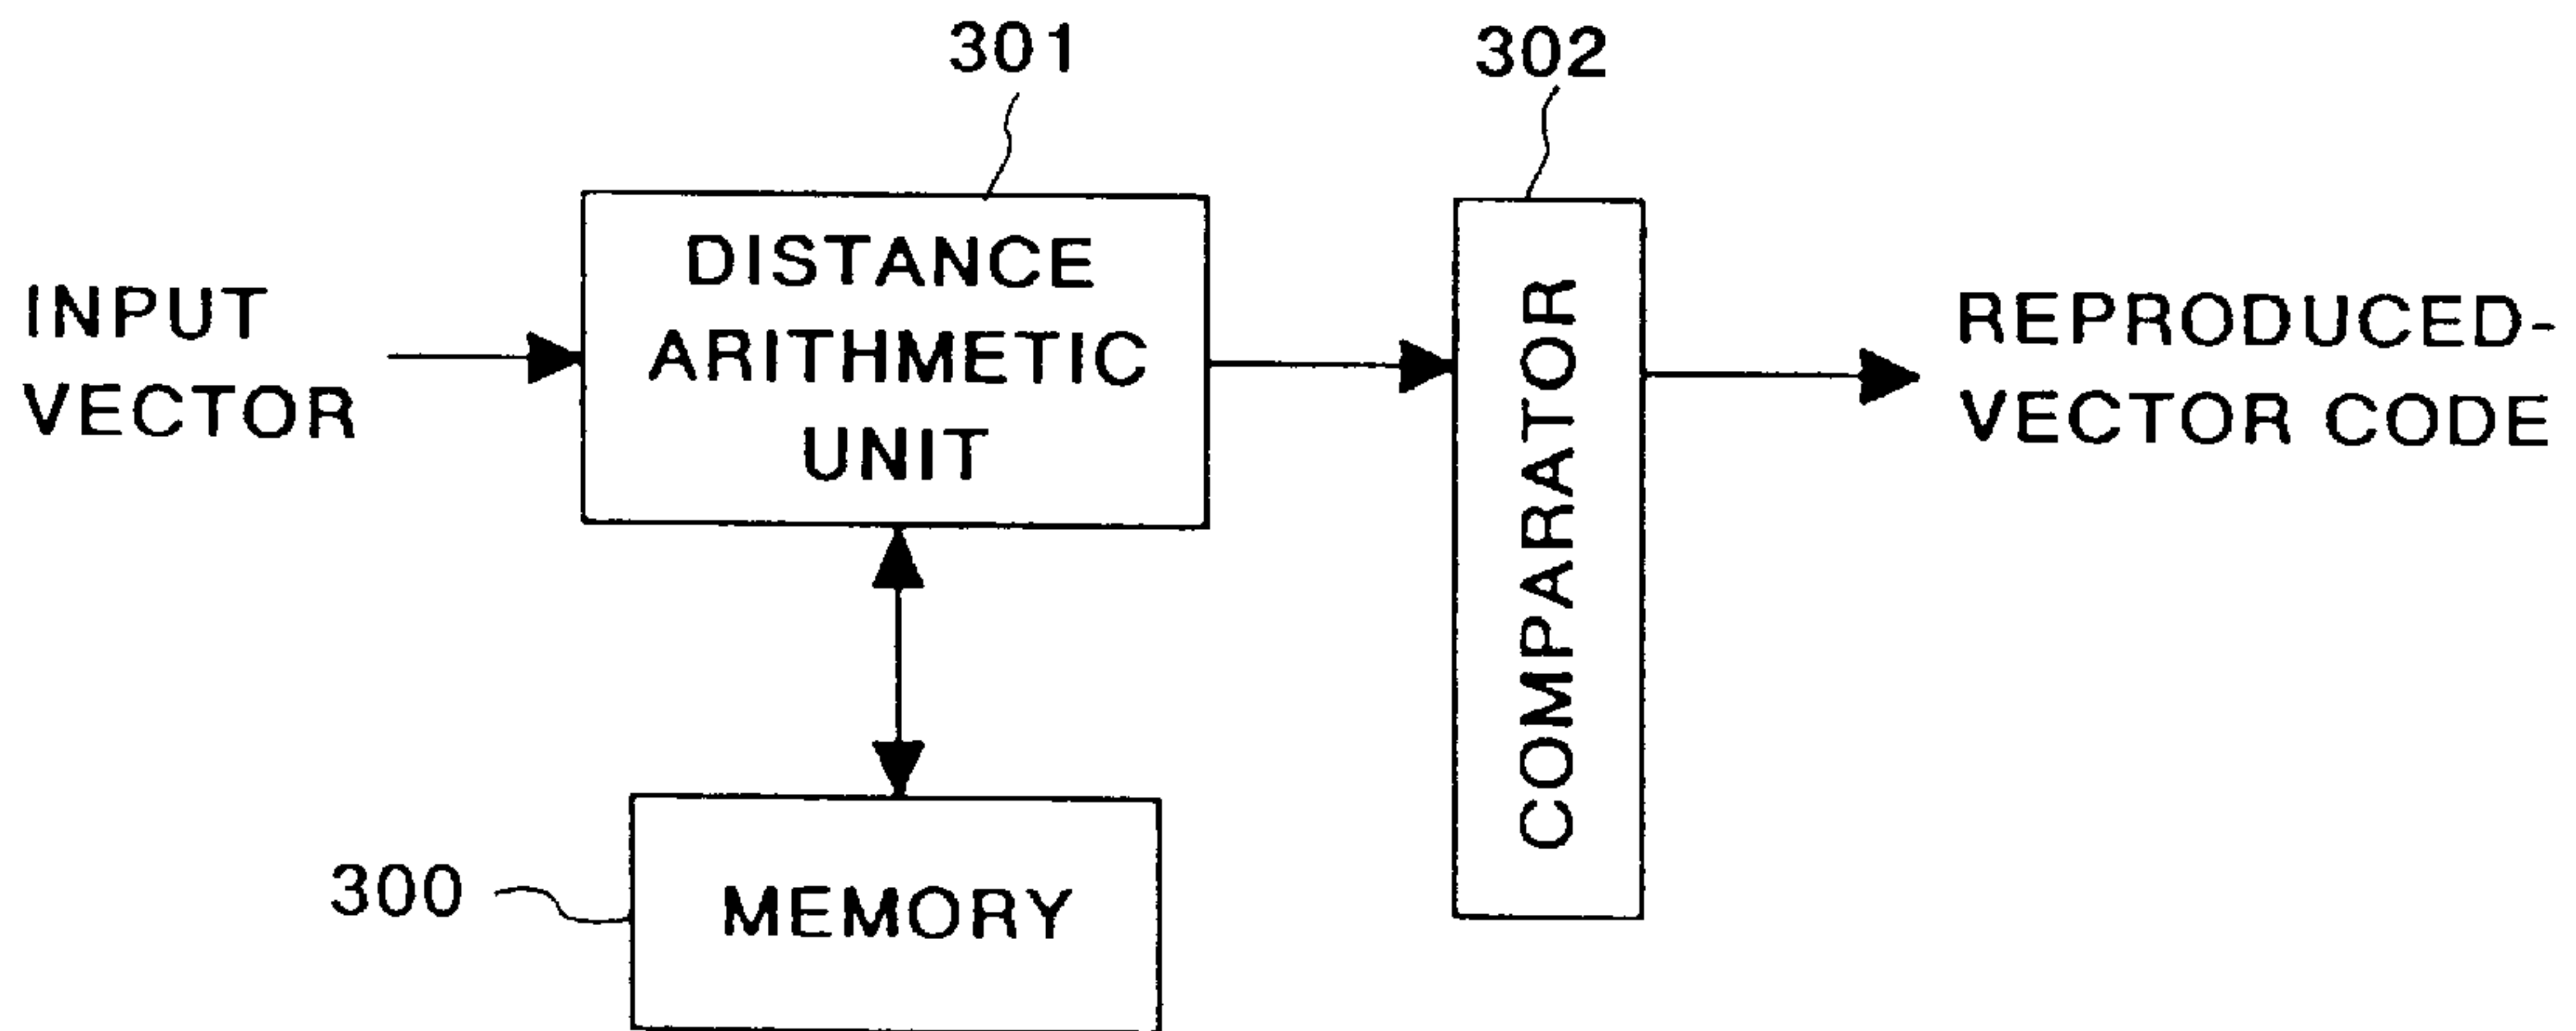 301
302
INPUT
VECTOR
DISTANCE
ARITHMETIC
UNIT
COMPARATOR
REPRODUCED-
VECTOR CODE
300
MEMORY